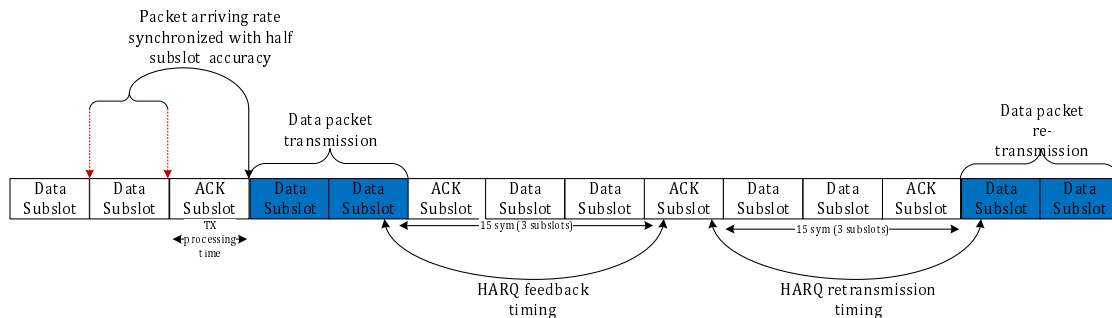 Packet arriving rate
synchronized with half
subslot accuracy
Data packet
transmission
Data packet
re-
transmission
Data
Subslot
Data
Subslot
ACK
Subslot
Data
Subslot
Data
Subslot
ACK
Subslot
Data
Subslot
Data
Subslot
ACK
Subslot
Data
Subslot
Data
Subslot
ACK
Subslot
Data
Subslot
Data
Subslot
TX
processing
time
15 sym (3 subslots)
15 sym (3 subslots)
HARQ feedback
timing
HARQ retransmission
timing